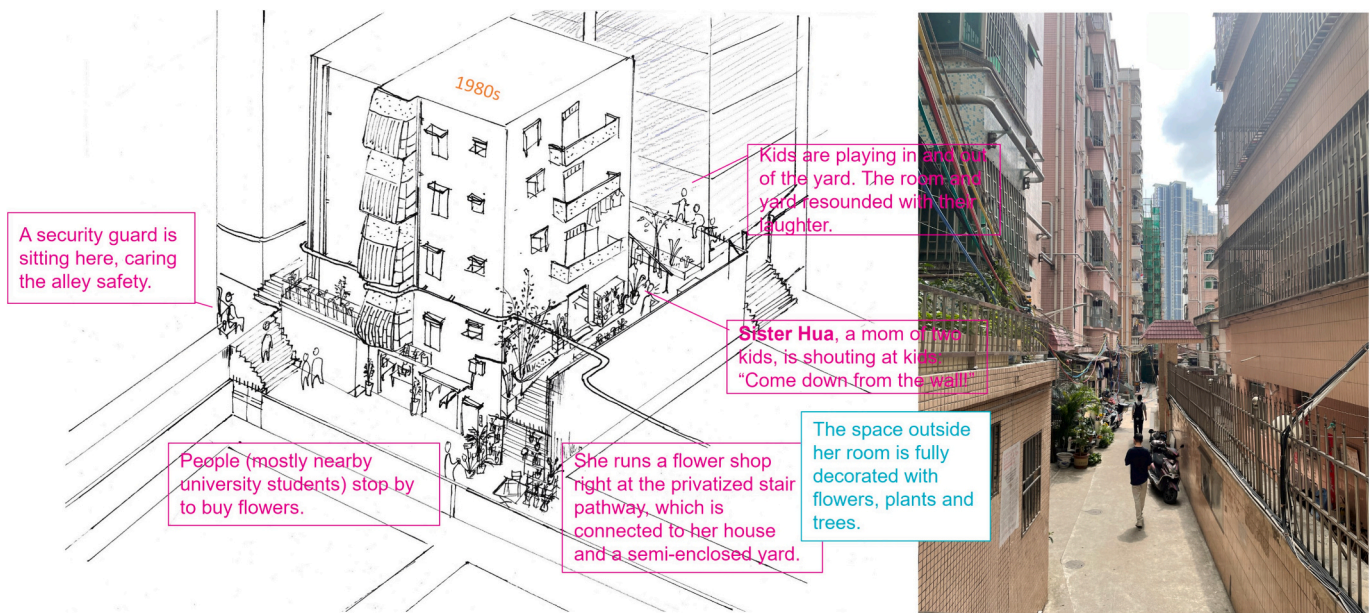 1980s
Kids are playing in and out
of the yard. The room and
yard resounded with their
laughter.
A security guard is
sitting here, caring
the alley safety.
Sister Hua, a mom of two
kids, is shouting at kids:
“Come down from the wall!”
The space outside
her room is fully
decorated with
flowers, plants and
trees.
People (mostly nearby
university students) stop by
to buy flowers.
She runs a flower shop
right at the privatized stair
pathway, which is
connected to her house
and a semi-enclosed yard.